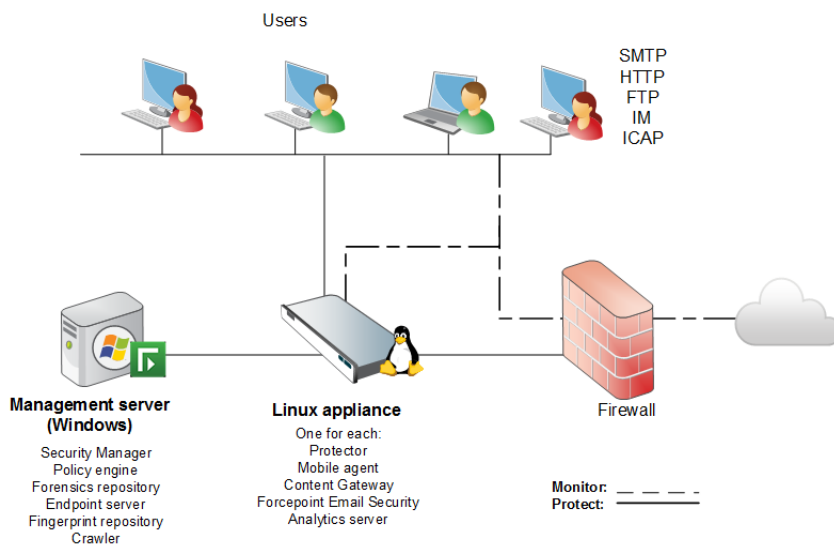 Users
SMTP
HTTP
FTP
IM
ICAP
Management server
(Windows)
Security Manager
Policy engine
Forensics repository
Endpoint server
Fingerprint repository
Crawler
Linux appliance
One for each:
Protector
Mobile agent
Content Gateway
Forcepoint Email Security
Analytics server
Firewall
Monitor:
Protect: